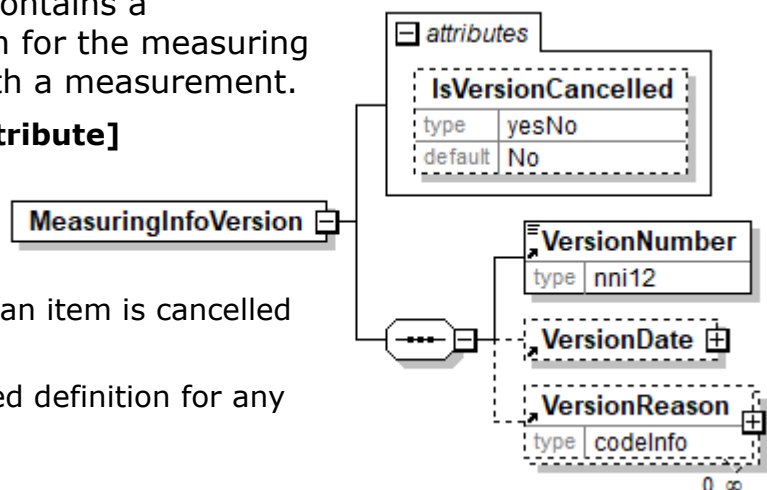 ontains a
n for the measuring
th a measurement.
tribute]
an item is cancelled
ed definition for any
attributes
IsVersionCancelled
type yesNo
default No
MeasuringInfoVersion
VersionNumber
type nni12
VersionDate
VersionReason
type codeInfo
0 ∞